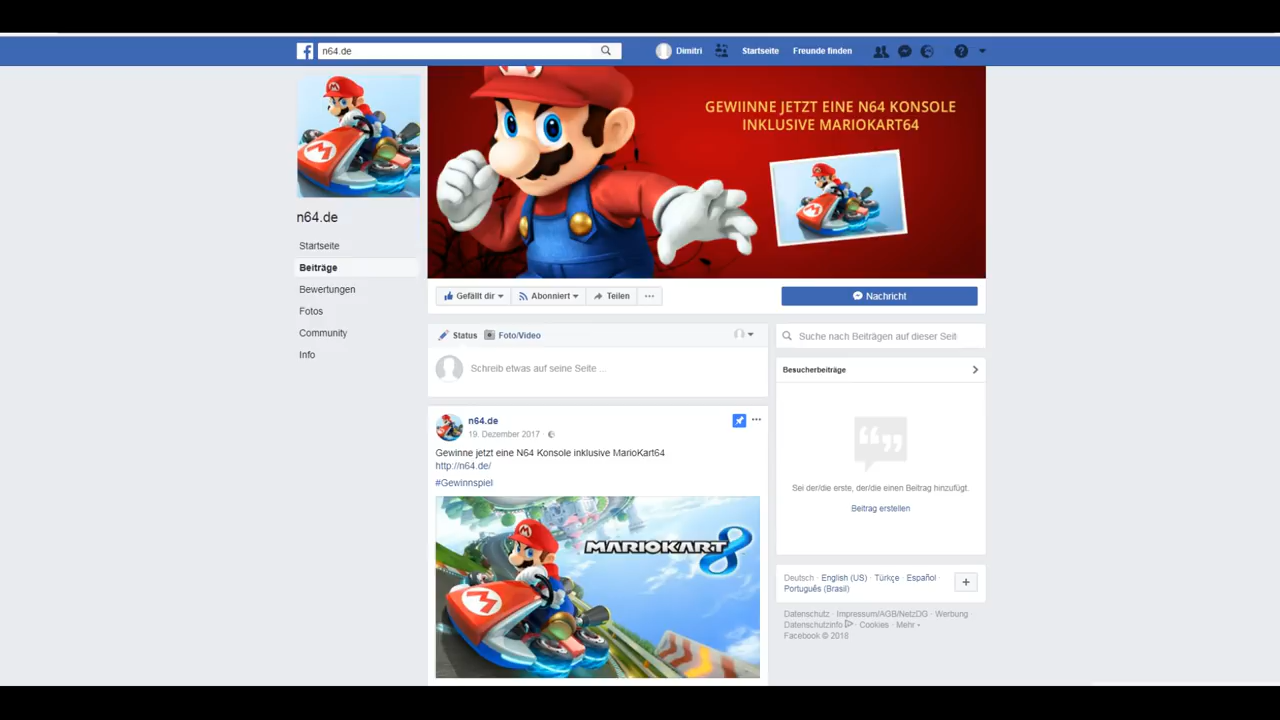 n64.de
Dimitri
Startseite
Freunde finden
GEWIINNE JETZT EINE N64 KONSOLE
INKLUSIVE MARIOKART64
n64.de
Startseite
Beiträge
Bewertungen
Fotos
Community
Info
Gefällt dir
Abonniert
Teilen
Nachricht
Status
Foto/Video
Schreib etwas auf seine Seite ...
Suche nach Beiträgen auf dieser Seit
Besucherbeiträge
Sei der/die erste, der/die einen Beitrag hinzufügt.
Beitrag erstellen
n64.de
19. Dezember 2017
Gewinne jetzt eine N64 Konsole inklusive MarioKart64
http://n64.de/
#Gewinnspiel
MARIOKART 8
Deutsch · English (US) · Türkçe · Español ·
Português (Brasil)
Datenschutz · Impressum/AGB/NetzDG · Werbung ·
Datenschutzinfo · Cookies · Mehr
Facebook © 2018